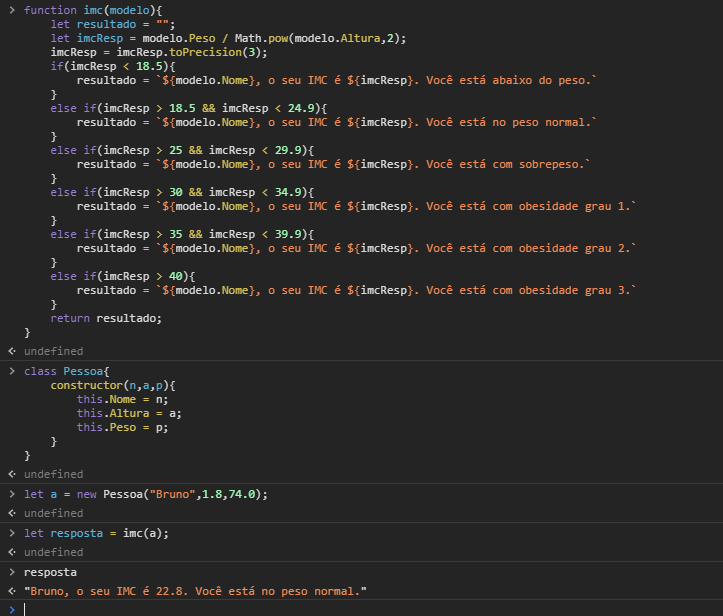 > function imc(modelo){
    let resultado = "";
    let imcResp = modelo.Peso / Math.pow(modelo.Altura,2);
    imcResp = imcResp.toPrecision(3);
    if(imcResp < 18.5){
        resultado = `${modelo.Nome}, o seu IMC é ${imcResp}. Você está abaixo do peso.`
    }
    else if(imcResp > 18.5 && imcResp < 24.9){
        resultado = `${modelo.Nome}, o seu IMC é ${imcResp}. Você está no peso normal.`
    }
    else if(imcResp > 25 && imcResp < 29.9){
        resultado = `${modelo.Nome}, o seu IMC é ${imcResp}. Você está com sobrepeso.`
    }
    else if(imcResp > 30 && imcResp < 34.9){
        resultado = `${modelo.Nome}, o seu IMC é ${imcResp}. Você está com obesidade grau 1.`
    }
    else if(imcResp > 35 && imcResp < 39.9){
        resultado = `${modelo.Nome}, o seu IMC é ${imcResp}. Você está com obesidade grau 2.`
    }
    else if(imcResp > 40){
        resultado = `${modelo.Nome}, o seu IMC é ${imcResp}. Você está com obesidade grau 3.`
    }
    return resultado;
}
undefined
> class Pessoa{
    constructor(n,a,p){
        this.Nome = n;
        this.Altura = a;
        this.Peso = p;
    }
}
undefined
> let a = new Pessoa("Bruno",1.8,74.0);
undefined
> let resposta = imc(a);
undefined
> resposta
"Bruno, o seu IMC é 22.8. Você está no peso normal."
>